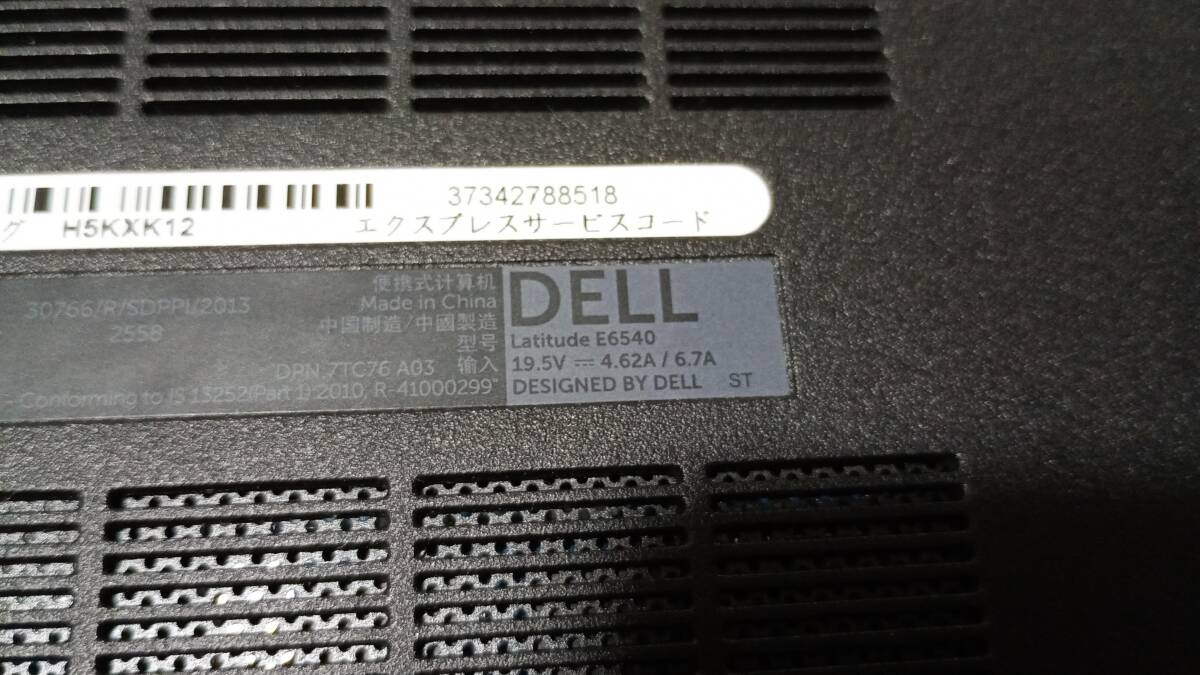 37342788518
グ H5KXK12 エクスプレスサービスコード
30766/R/SDPPI/2013
2558
便携式计算机
Made in China
中国制造/中國製造
型号
DPN 7TC76 A03 输入
Conforming to IS 13252(Part 1)/2010, R-41000299"
DELL
Latitude E6540
19.5V ⎓ 4.62A / 6.7A
DESIGNED BY DELL ST